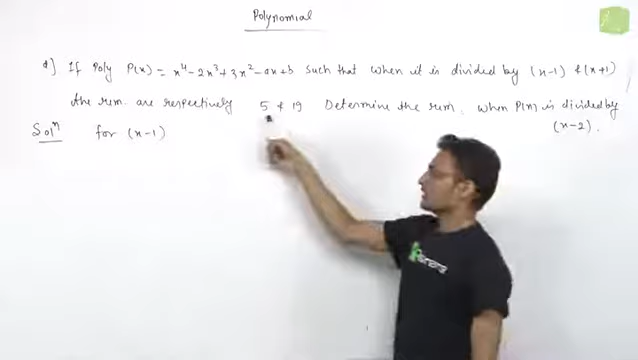 Polynomial
Q] If Poly P(x) = x⁴-2x³+3x²-ax+b such that when it is divided by (x-1) & (x+1)
the rem. are respectively 5 & 19 Determine the rem. when P(x) is divided by
(x-2).
Solⁿ for (x-1)